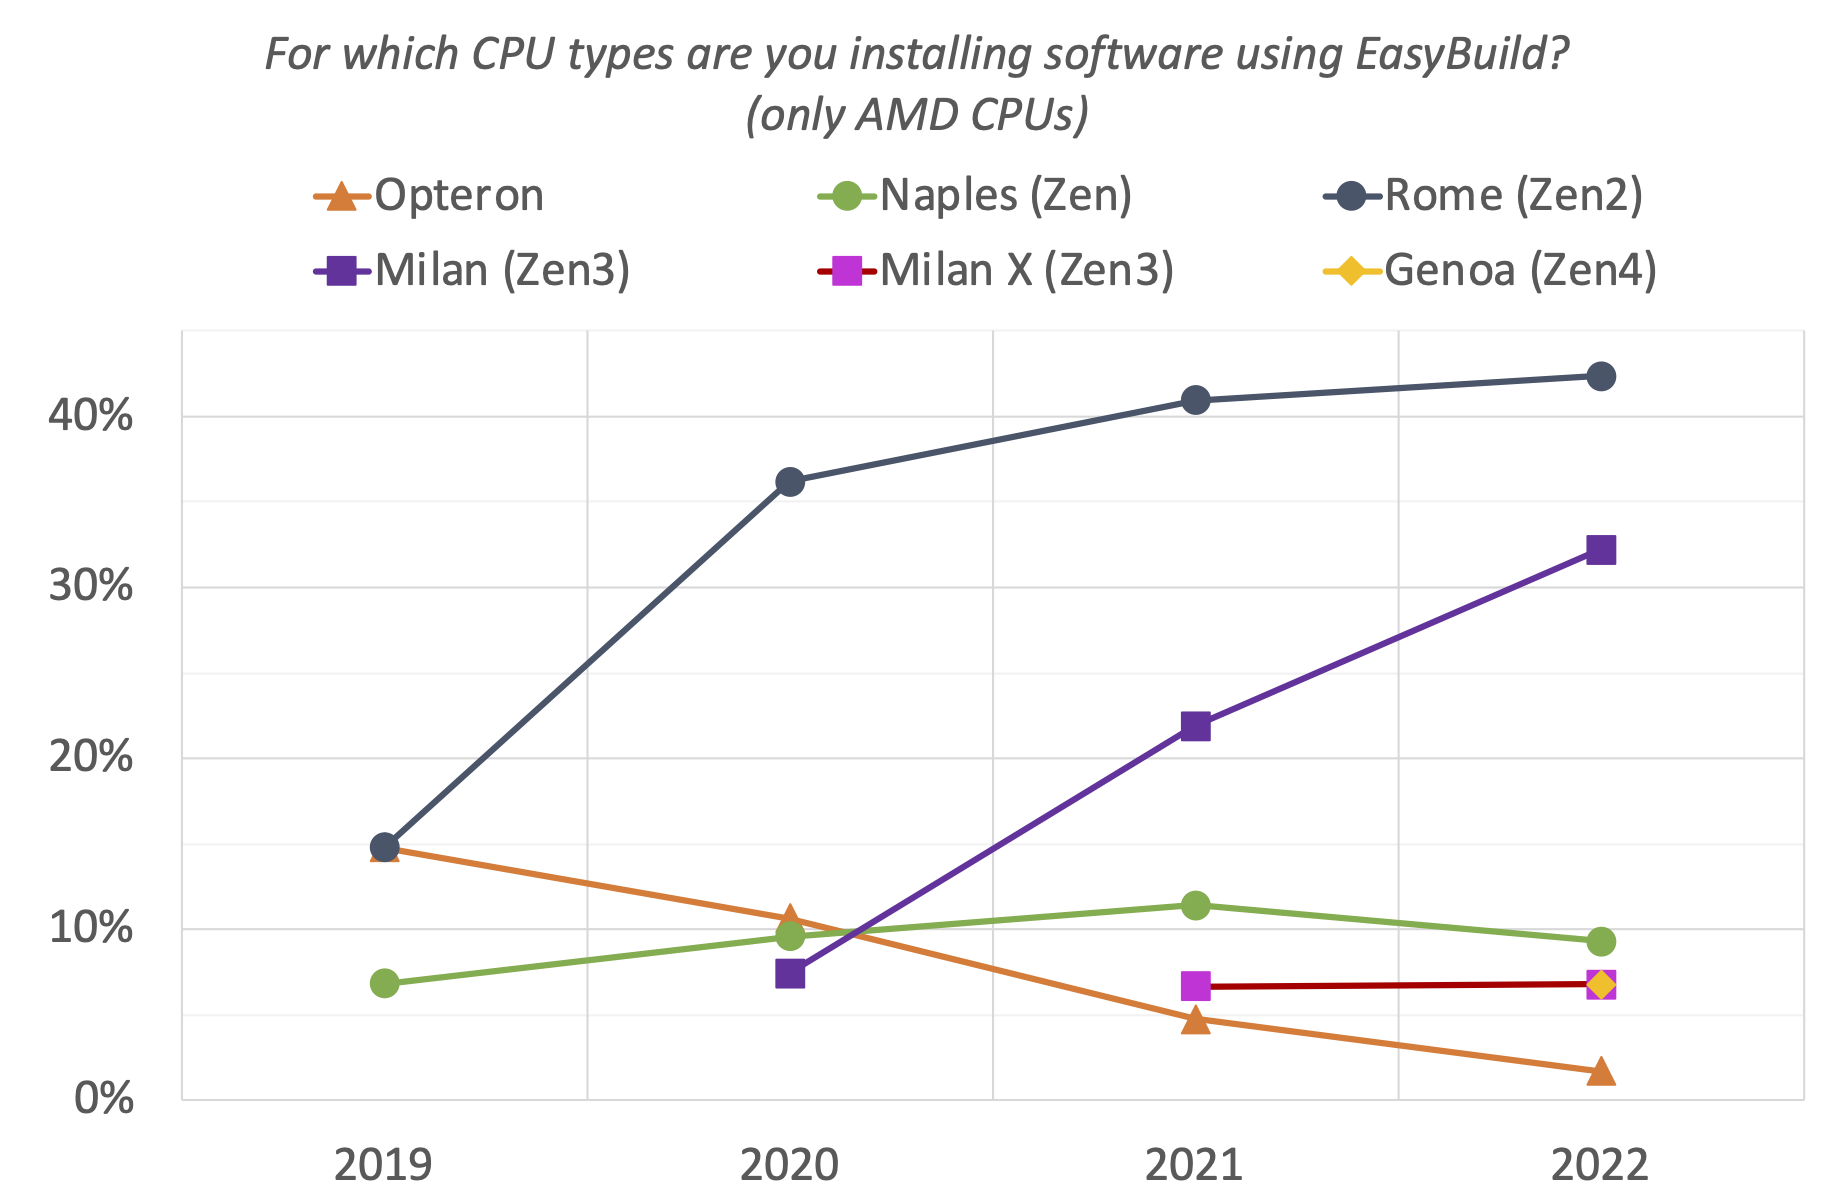 For which CPU types are you installing software using EasyBuild?
(only AMD CPUs)
Opteron
Naples (Zen)
Rome (Zen2)
Milan (Zen3)
Milan X (Zen3)
Genoa (Zen4)
40%
30%
20%
10%
0%
2019
2020
2021
2022